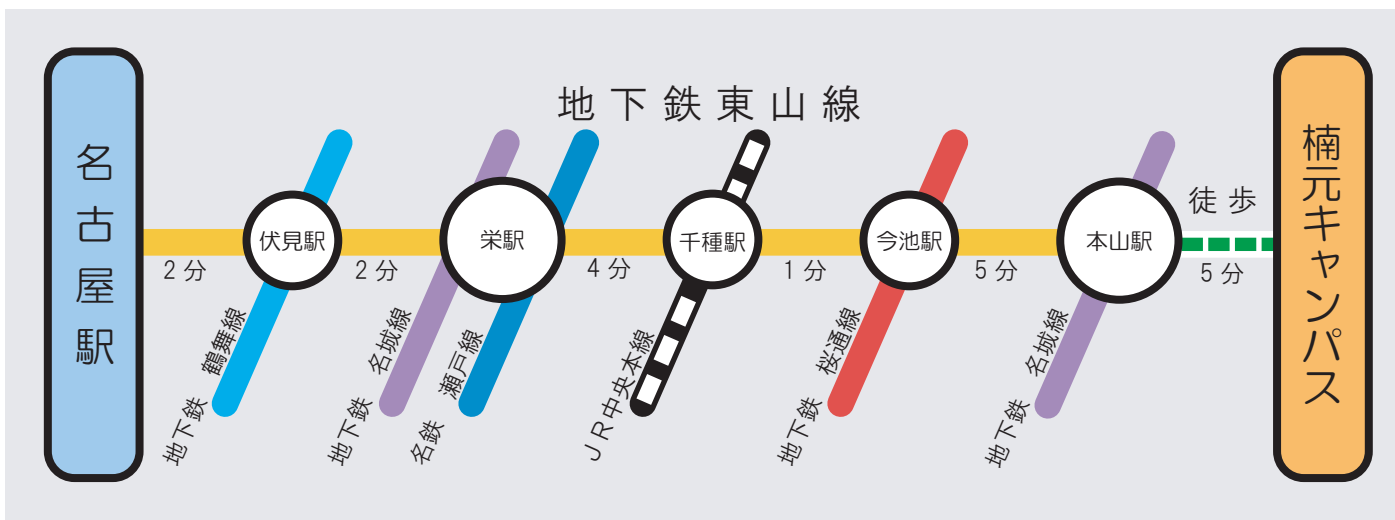 地下鉄東山線
名古屋駅
2分
伏見駅
地下鉄 鶴舞線
2分
栄駅
地下鉄 名城線
名鉄 瀬戸線
4分
千種駅
JR中央本線
1分
今池駅
地下鉄 桜通線
5分
本山駅
地下鉄 名城線
徒歩
5分
楠元キャンパス